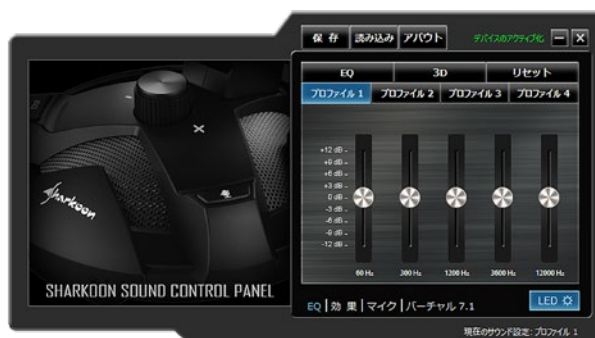 保存 読み込み アバウト デバイスのアクティブ化
EQ 3D リセット
プロファイル 1 プロファイル 2 プロファイル 3 プロファイル 4
+12 dB
+9 dB
+6 dB
+3 dB
0 dB
-3 dB
-6 dB
-9 dB
-12 dB
60 Hz 300 Hz 1200 Hz 3600 Hz 12000 Hz
Sharkoon
SHARKOON SOUND CONTROL PANEL
EQ | 効果 | マイク | バーチャル 7.1 LED
現在のサウンド設定: プロファイル 1